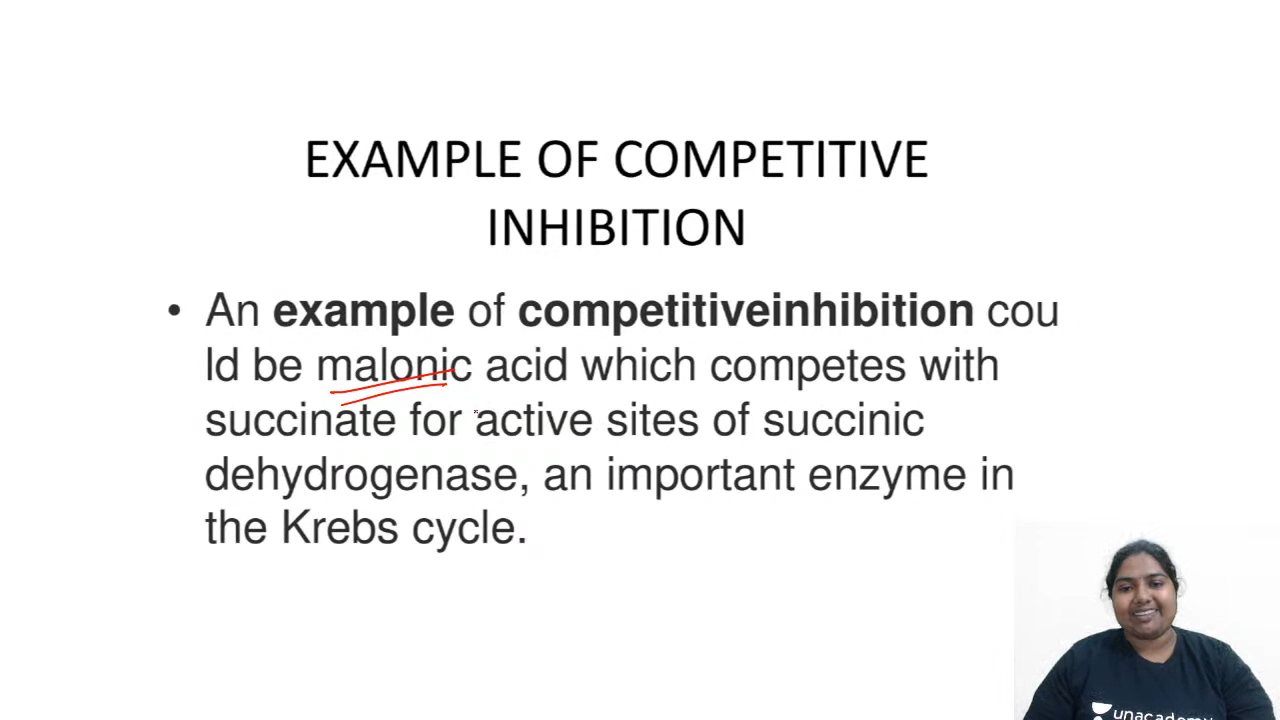 EXAMPLE OF COMPETITIVE
INHIBITION
• An example of competitiveinhibition cou
ld be malonic acid which competes with
succinate for active sites of succinic
dehydrogenase, an important enzyme in
the Krebs cycle.
unacademy